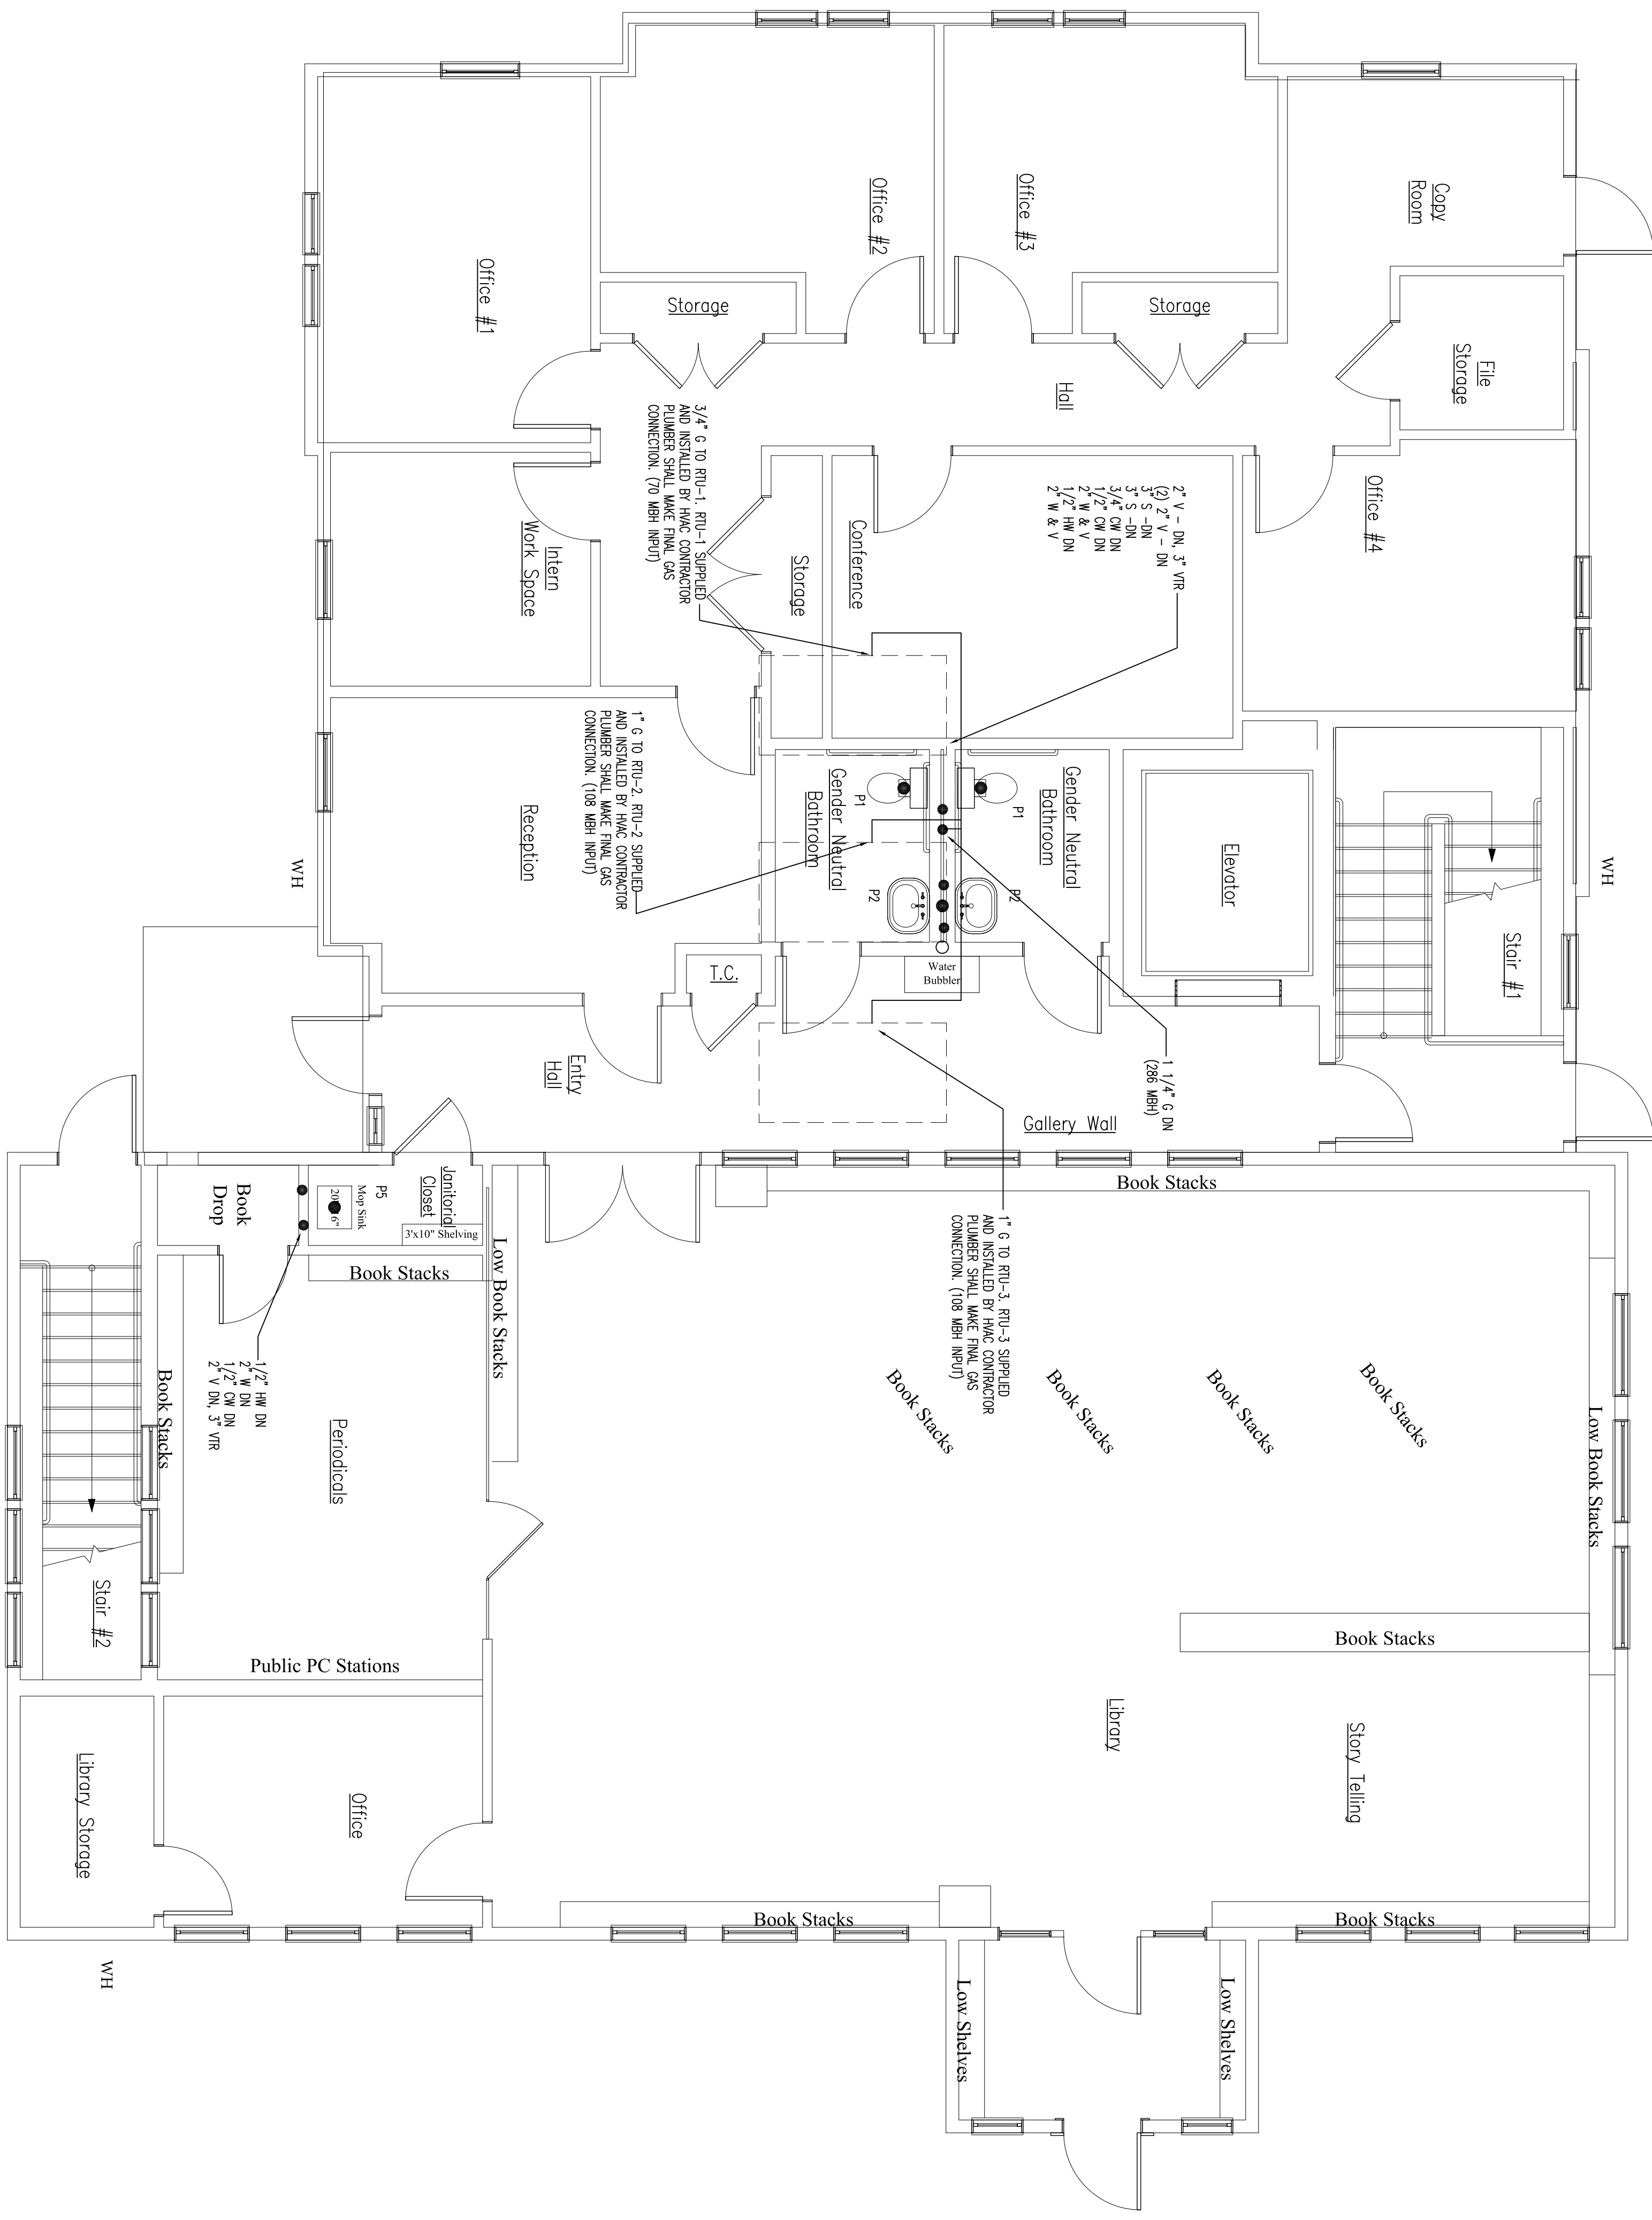 Copy
Room
Office #3
Office #2
Office #1
Storage
Storage
File
Storage
Hall
Office #4
2" V - DN, 3" VTR
(2) 2" V - DN
3" S -DN
3" S -DN
3/4" CW DN
1/2" CW DN
2" W & V
1/2" HW DN
2" W & V
Conference
Storage
3/4" G TO RTU-1. RTU-1 SUPPLIED
AND INSTALLED BY HVAC CONTRACTOR
PLUMBER SHALL MAKE FINAL GAS
CONNECTION. (70 MBH INPUT)
Intern
Work Space
1" G TO RTU-2. RTU-2 SUPPLIED
AND INSTALLED BY HVAC CONTRACTOR
PLUMBER SHALL MAKE FINAL GAS
CONNECTION. (108 MBH INPUT)
Reception
WH
WH
Stair #1
Elevator
Gender Neutral
Bathroom
P1
P2
Gender Neutral
Bathroom
P1
P2
Water
Bubbler
T.C.
Entry
Hall
1 1/4" G DN
(286 MBH)
Gallery Wall
Book Stacks
1" G TO RTU-3. RTU-3 SUPPLIED
AND INSTALLED BY HVAC CONTRACTOR
PLUMBER SHALL MAKE FINAL GAS
CONNECTION. (108 MBH INPUT)
Janitorial
Closet
P5
Mop Sink
3'x10" Shelving
Book
Drop
Book Stacks
Low Book Stacks
1/2" HW DN
2" W DN
1/2" CW DN
2" V DN, 3" VTR
Book Stacks
Periodicals
Stair #2
Public PC Stations
Book Stacks
Book Stacks
Book Stacks
Book Stacks
Low Book Stacks
Book Stacks
Library
Story Telling
Office
Library Storage
Book Stacks
Book Stacks
WH
Low Shelves
Low Shelves